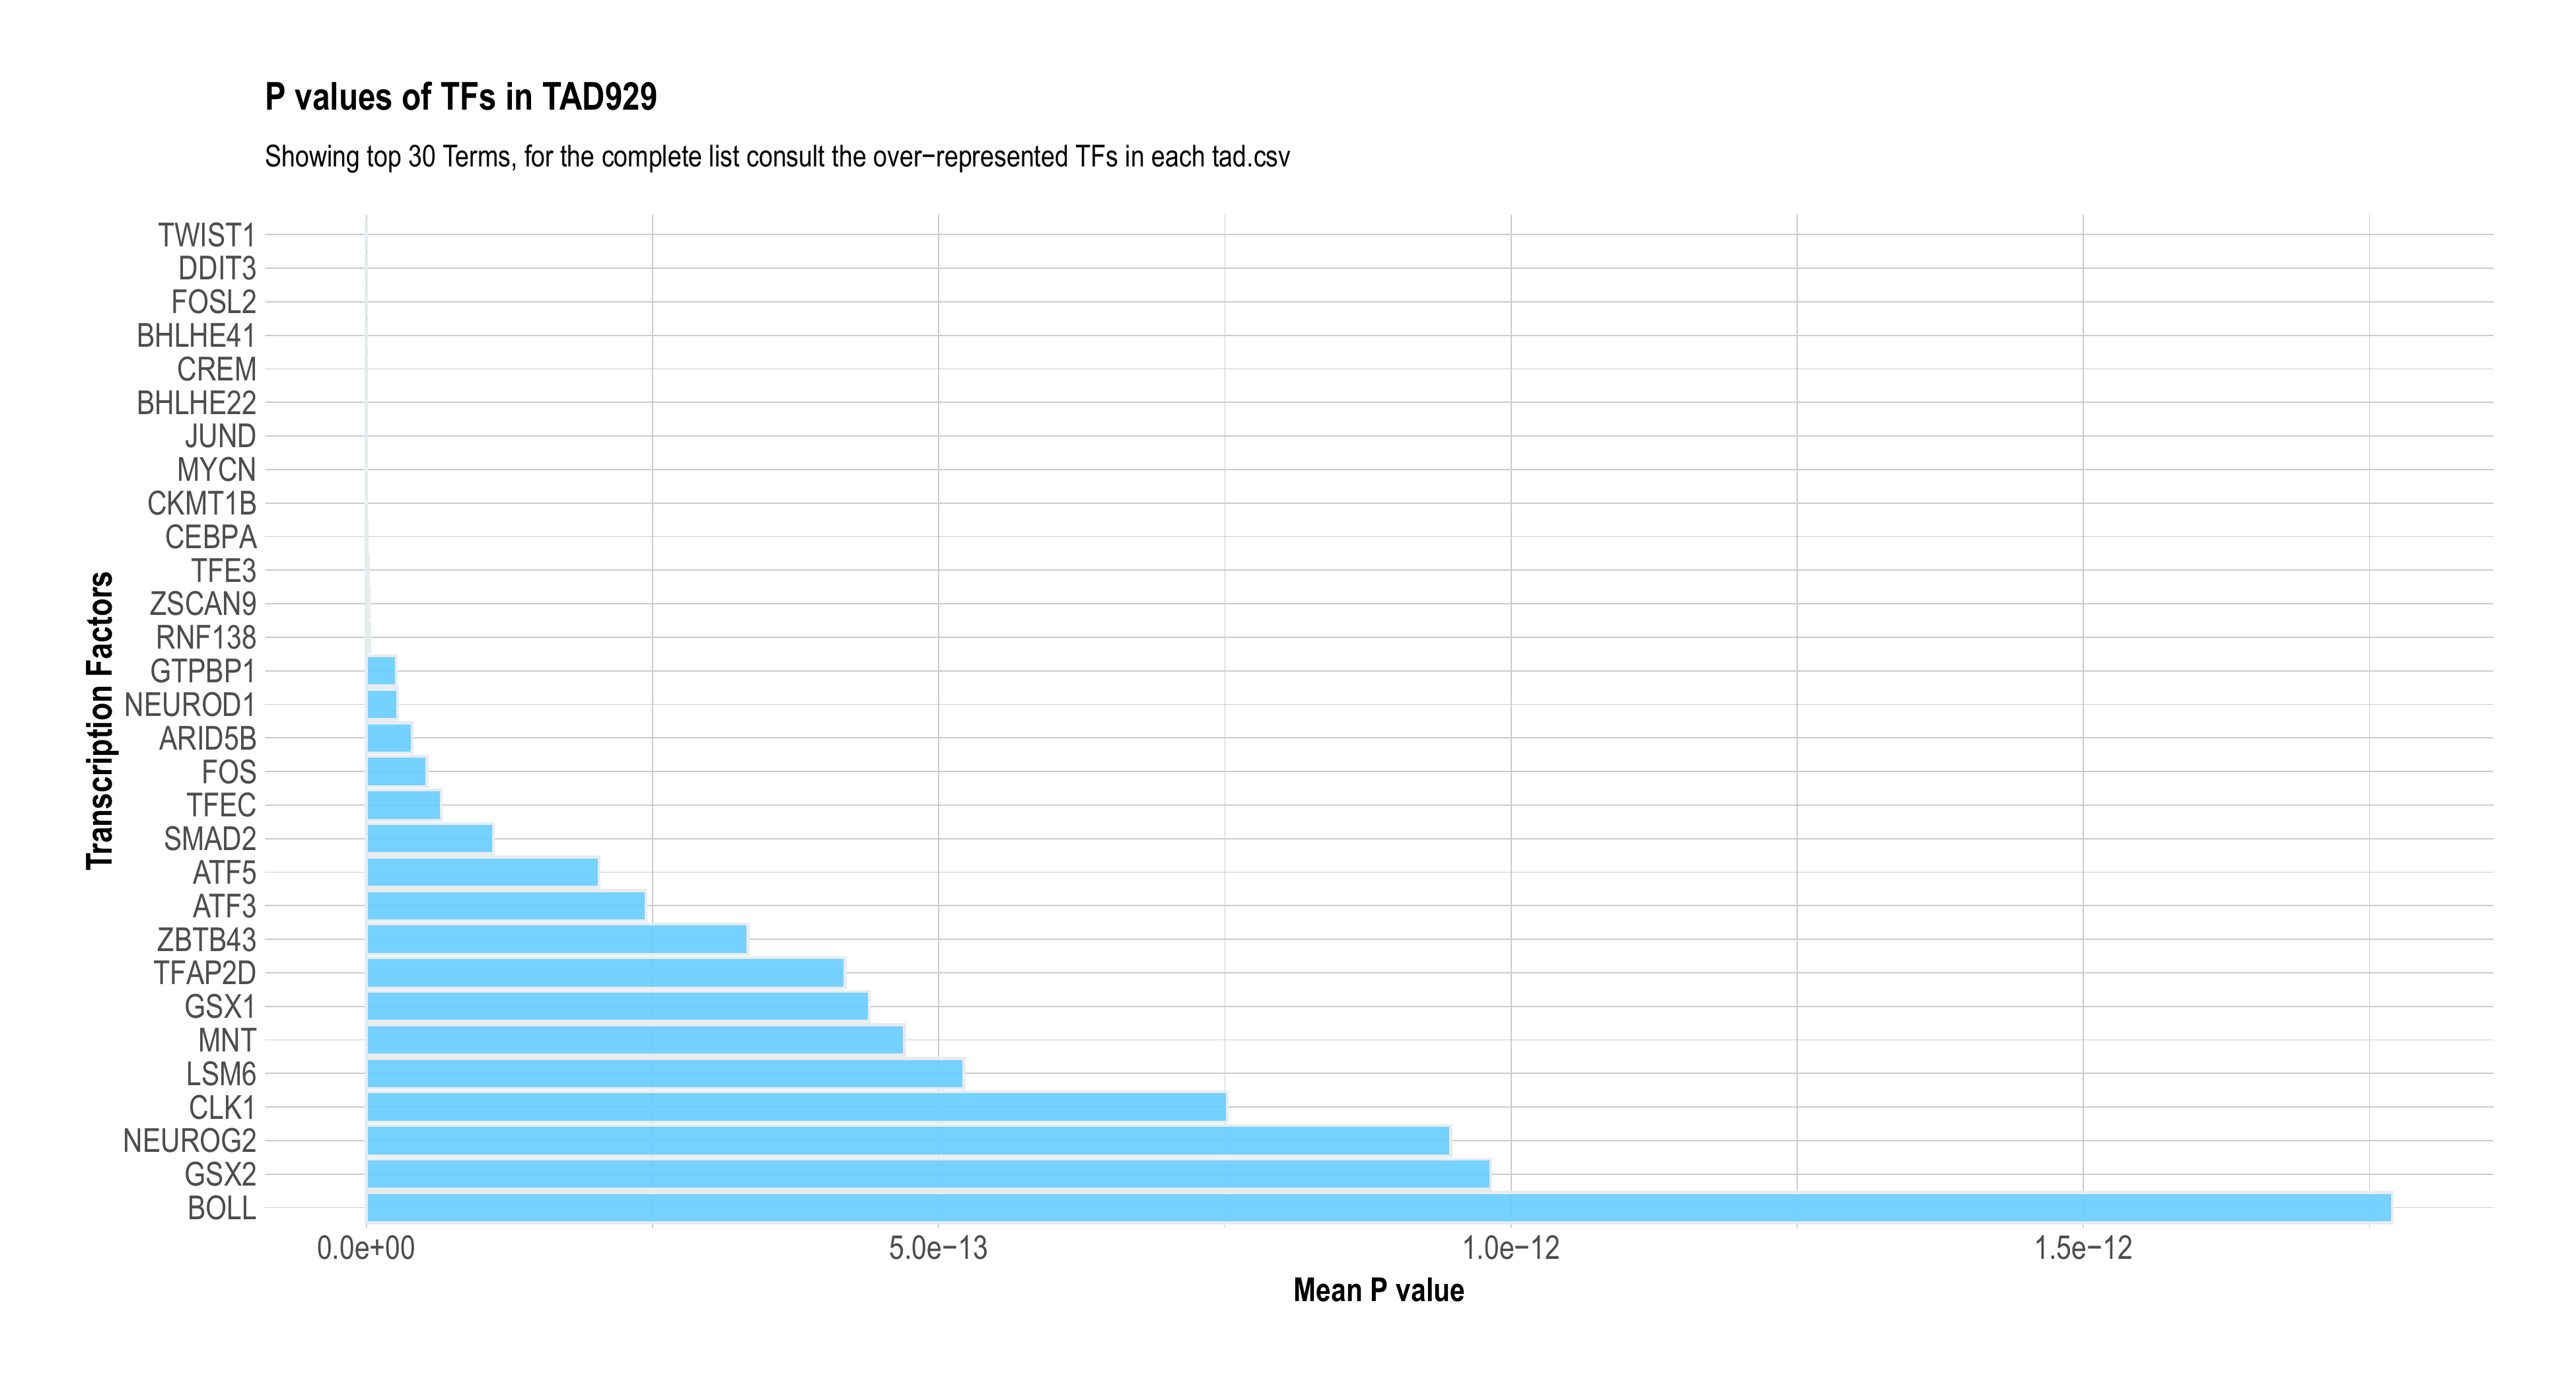 P values of TFs in TAD929
Showing top 30 Terms, for the complete list consult the over−represented TFs in each tad.csv
Transcription Factors
TWIST1
DDIT3
FOSL2
BHLHE41
CREM
BHLHE22
JUND
MYCN
CKMT1B
CEBPA
TFE3
ZSCAN9
RNF138
GTPBP1
NEUROD1
ARID5B
FOS
TFEC
SMAD2
ATF5
ATF3
ZBTB43
TFAP2D
GSX1
MNT
LSM6
CLK1
NEUROG2
GSX2
BOLL
0.0e+00 5.0e−13 1.0e−12 1.5e−12
Mean P value